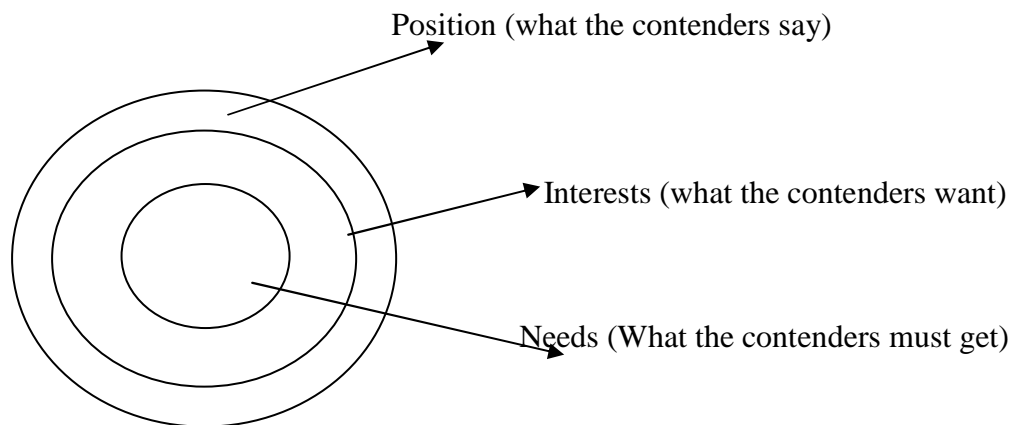 Position (what the contenders say)
Interests (what the contenders want)
Needs (What the contenders must get)